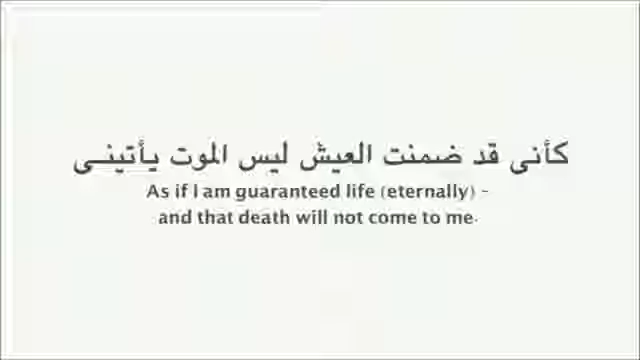 كأنى قد ضمنت العيش ليس الموت يأتينـى
As if I am guaranteed life (eternally) -
and that death will not come to me.